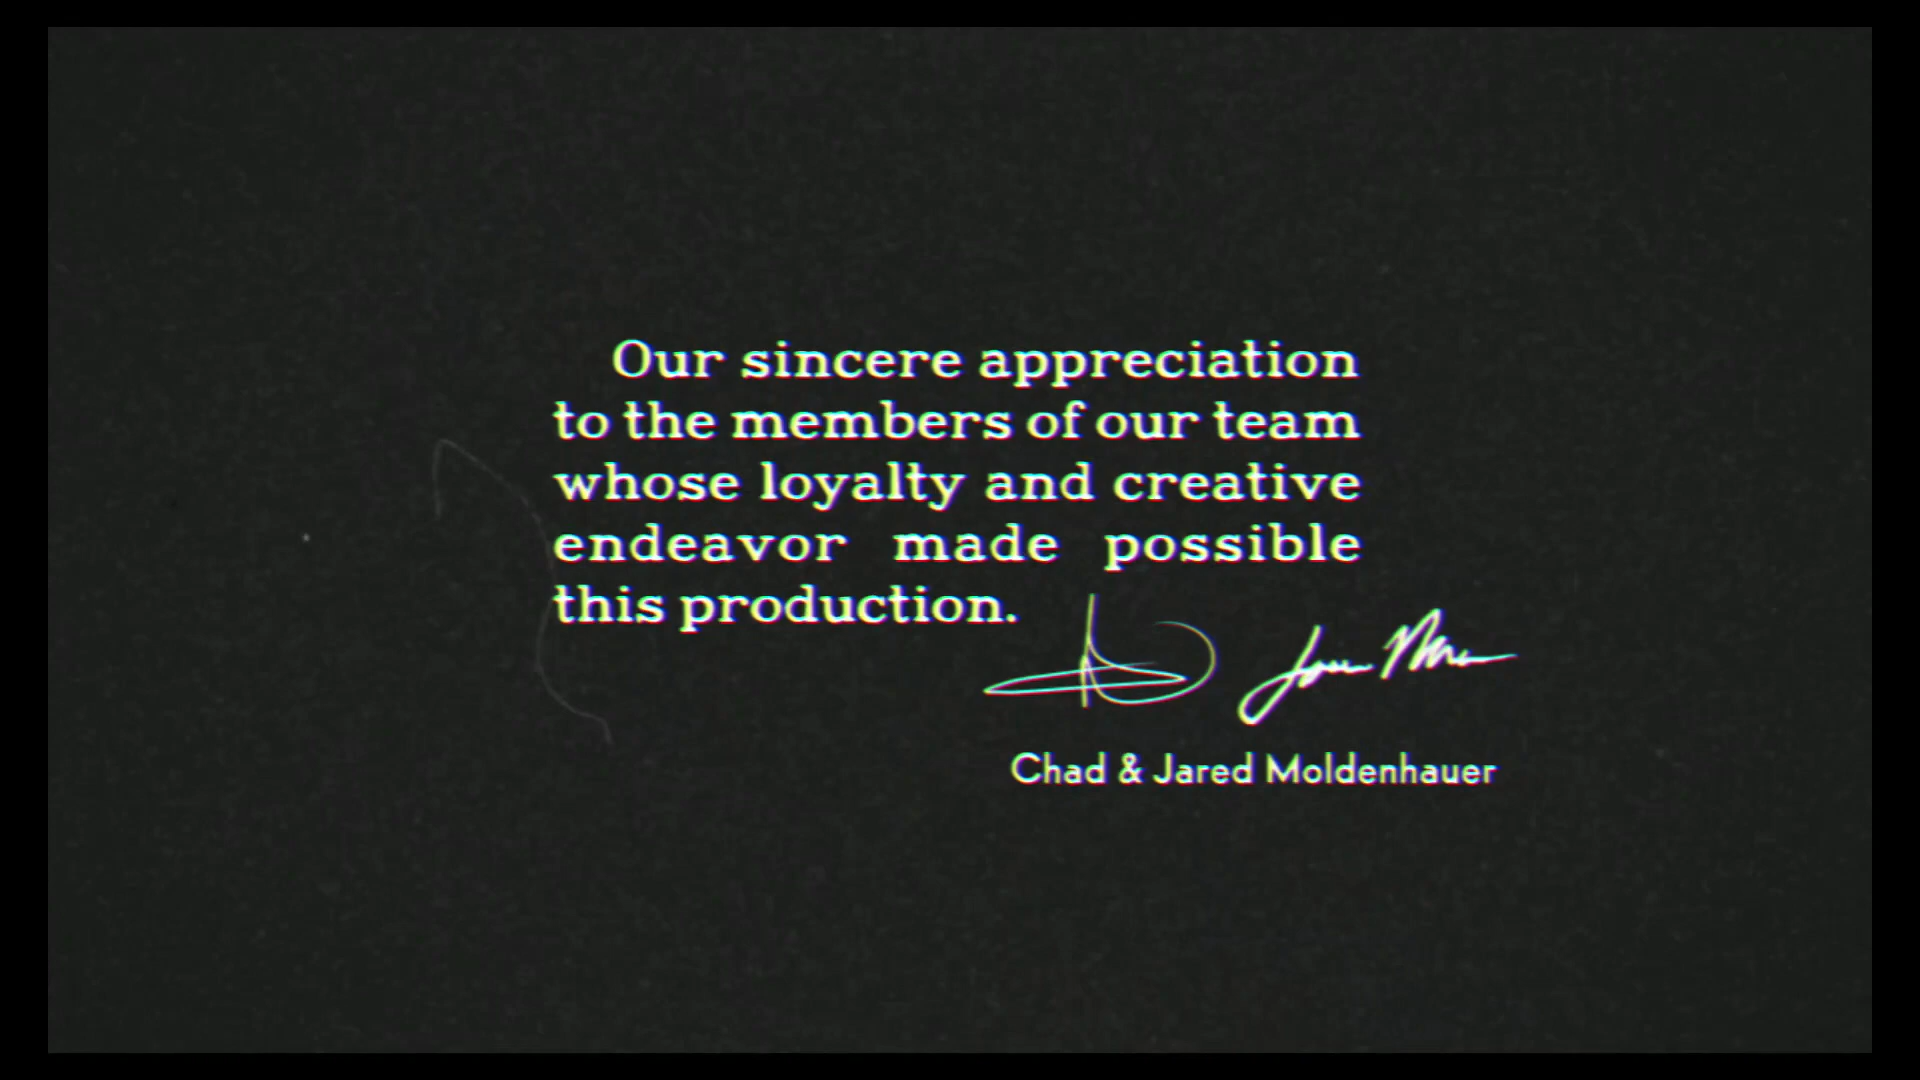 Our sincere appreciation
to the members of our team
whose loyalty and creative
endeavor made possible
this production.
Chad & Jared Moldenhauer